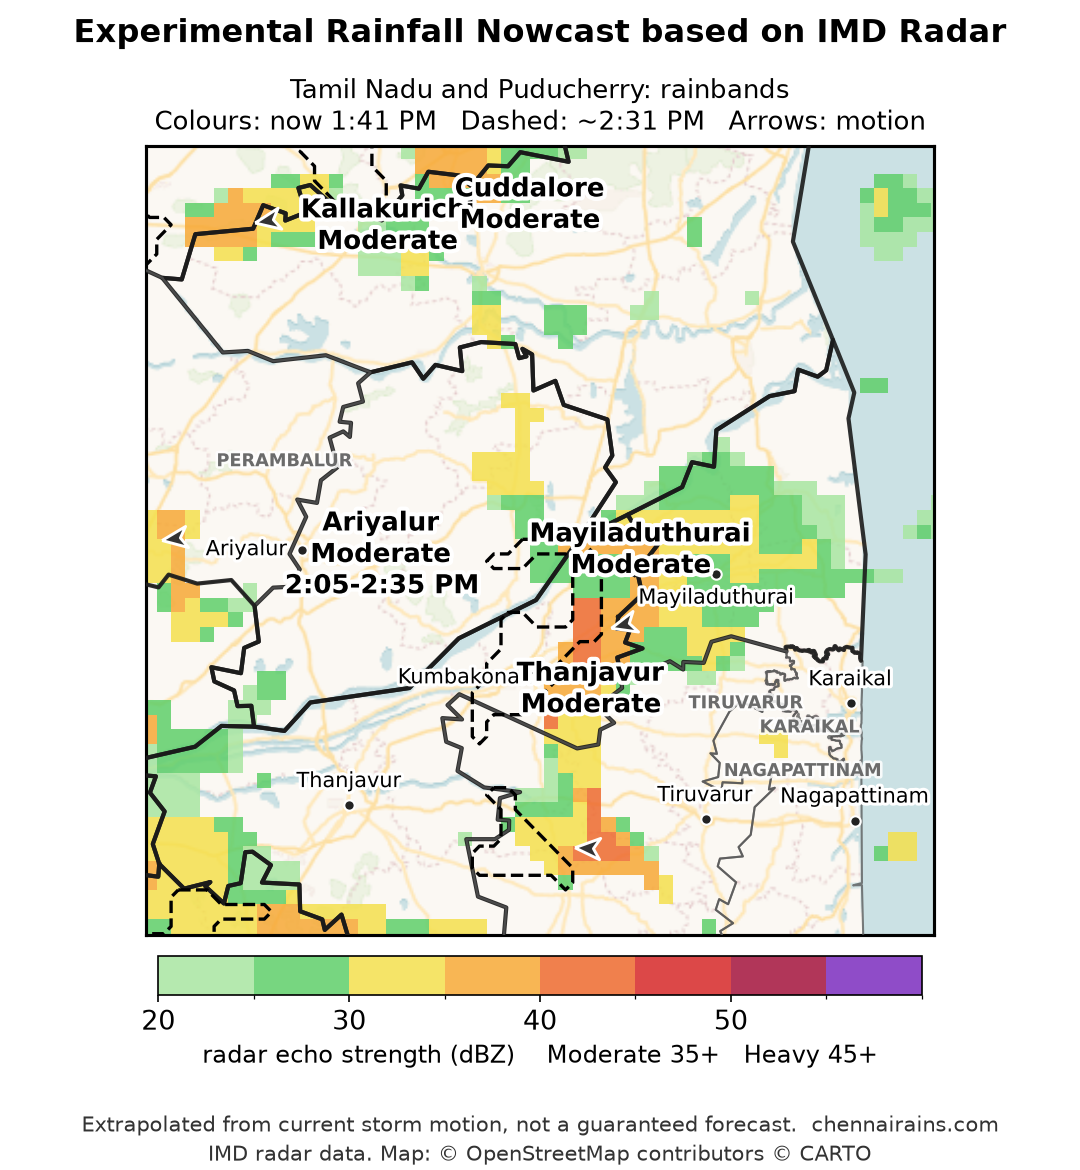 Experimental Rainfall Nowcast based on IMD Radar
Tamil Nadu and Puducherry: rainbands
Colours: now 1:41 PM   Dashed: ~2:31 PM   Arrows: motion
Cuddalore
Moderate
Kallakurichi
Moderate
PERAMBALUR
Ariyalur
Ariyalur
Moderate
2:05-2:35 PM
Mayiladuthurai
Moderate
Mayiladuthurai
Kumbakona
Thanjavur
Moderate
Karaikal
TIRUVARUR
KARAIKAL
NAGAPATTINAM
Thanjavur
Tiruvarur
Nagapattinam
20 30 40 50
radar echo strength (dBZ)    Moderate 35+   Heavy 45+
Extrapolated from current storm motion, not a guaranteed forecast.  chennairains.com
IMD radar data. Map: © OpenStreetMap contributors © CARTO